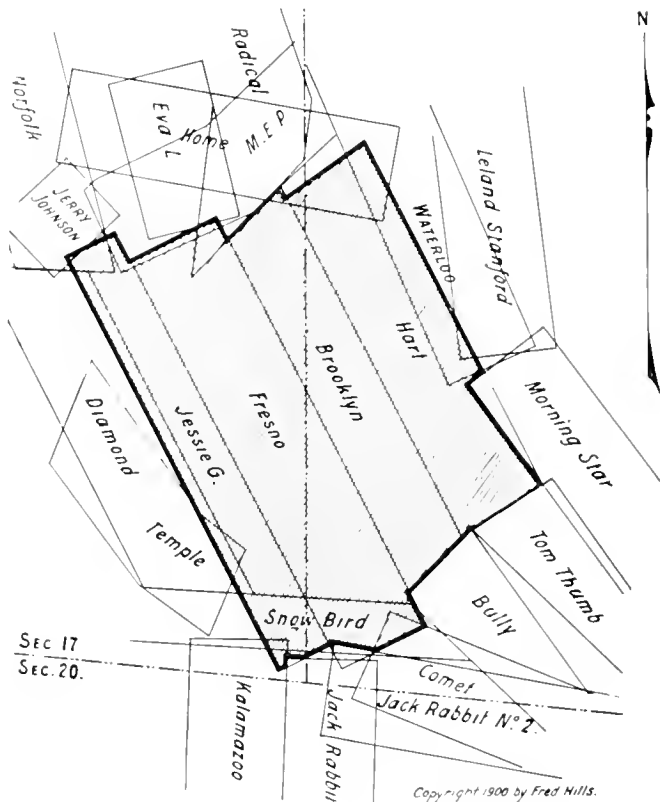 N
Norfolk
Radical
Eva L
Home
M.E.P
JERRY
JOHNSON
Leland Stanford
WATERLOO
Hart
Brooklyn
Fresno
Jessie G.
Diamond
Temple
Morning Star
Tom Thumb
Bully
Snow Bird
SEC 17
SEC. 20.
Comet
Jack Rabbit Nº 2.
Kalamazoo
Jack Rabbit
Copyright 1900 by Fred Hills.